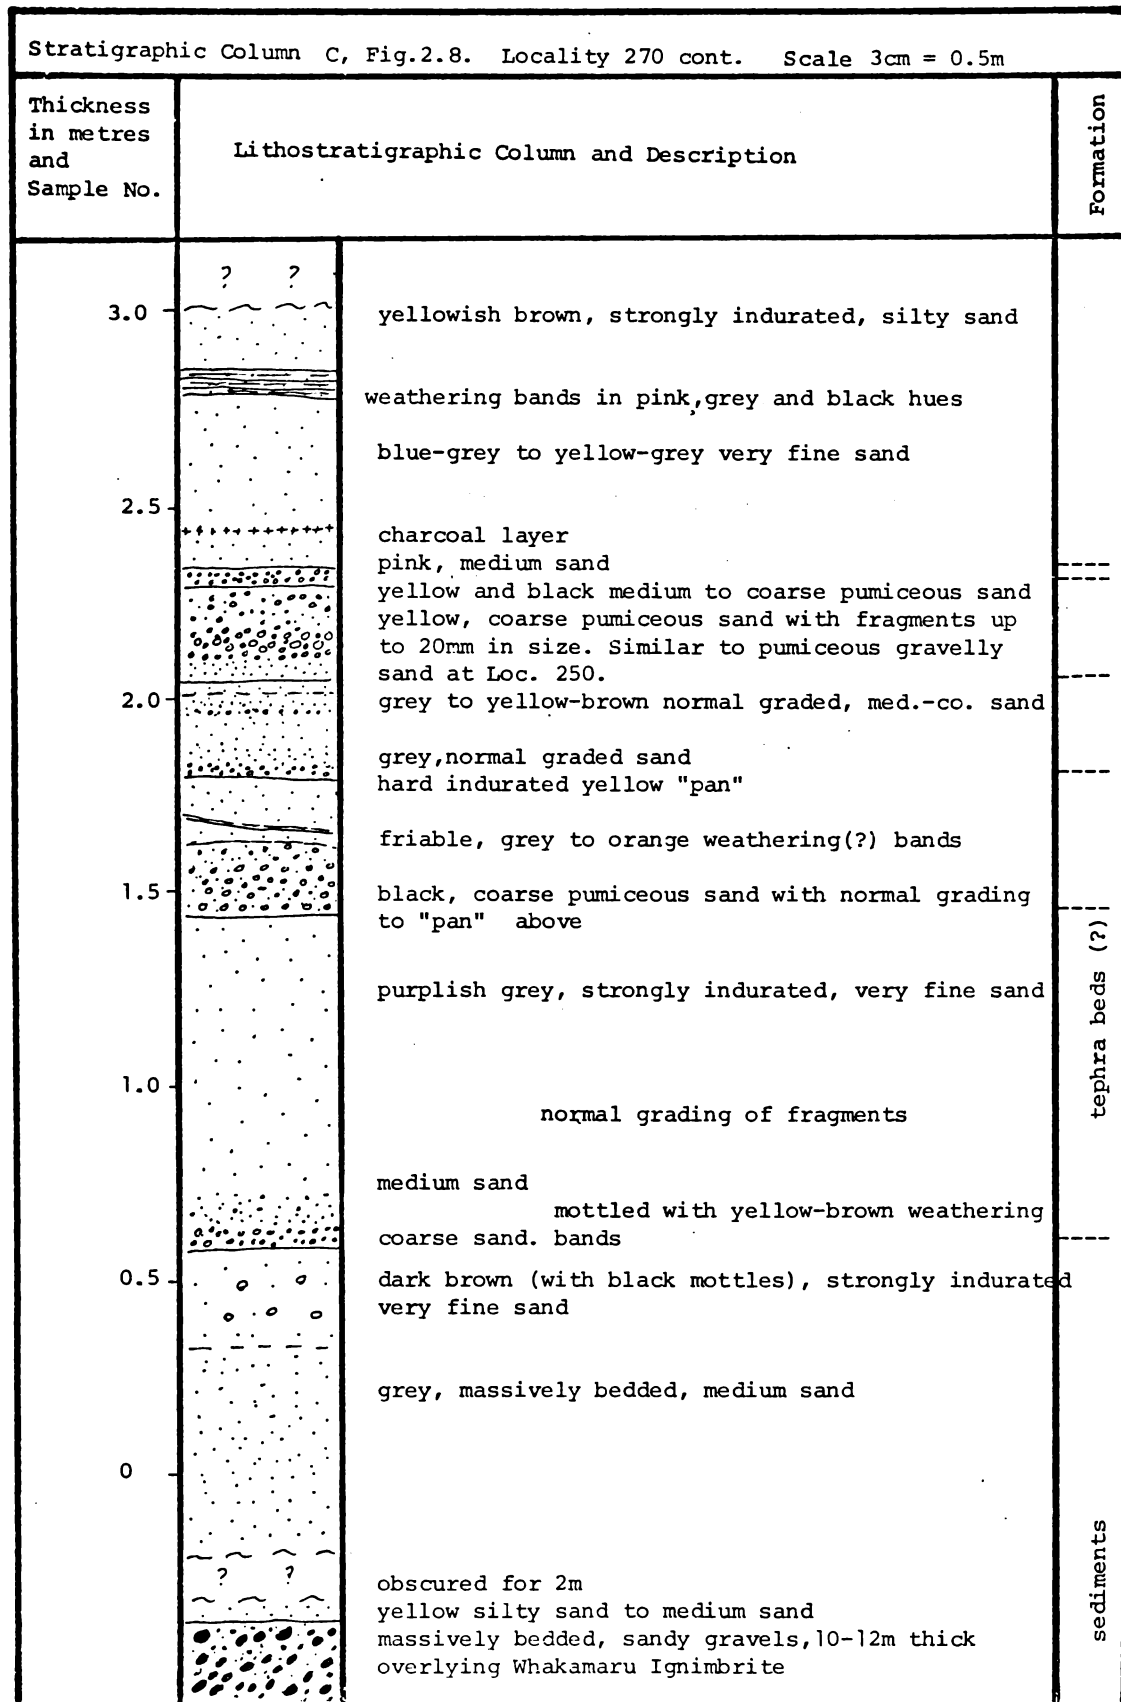 Stratigraphic Column C, Fig.2.8. Locality 270 cont. Scale 3cm = 0.5m
Thickness
in metres
and
Sample No.
Lithostratigraphic Column and Description
Formation
? ?
3.0
yellowish brown, strongly indurated, silty sand
weathering bands in pink,grey and black hues
blue-grey to yellow-grey very fine sand
2.5
charcoal layer
pink, medium sand
yellow and black medium to coarse pumiceous sand
yellow, coarse pumiceous sand with fragments up
to 20mm in size. Similar to pumiceous gravelly
sand at Loc. 250.
2.0
grey to yellow-brown normal graded, med.-co. sand
grey,normal graded sand
hard indurated yellow "pan"
friable, grey to orange weathering(?) bands
1.5
black, coarse pumiceous sand with normal grading
to "pan" above
purplish grey, strongly indurated, very fine sand
tephra beds (?)
1.0
normal grading of fragments
medium sand
mottled with yellow-brown weathering
coarse sand. bands
0.5
dark brown (with black mottles), strongly indurated
very fine sand
grey, massively bedded, medium sand
0
? ?
obscured for 2m
yellow silty sand to medium sand
massively bedded, sandy gravels,10-12m thick
overlying Whakamaru Ignimbrite
sediments